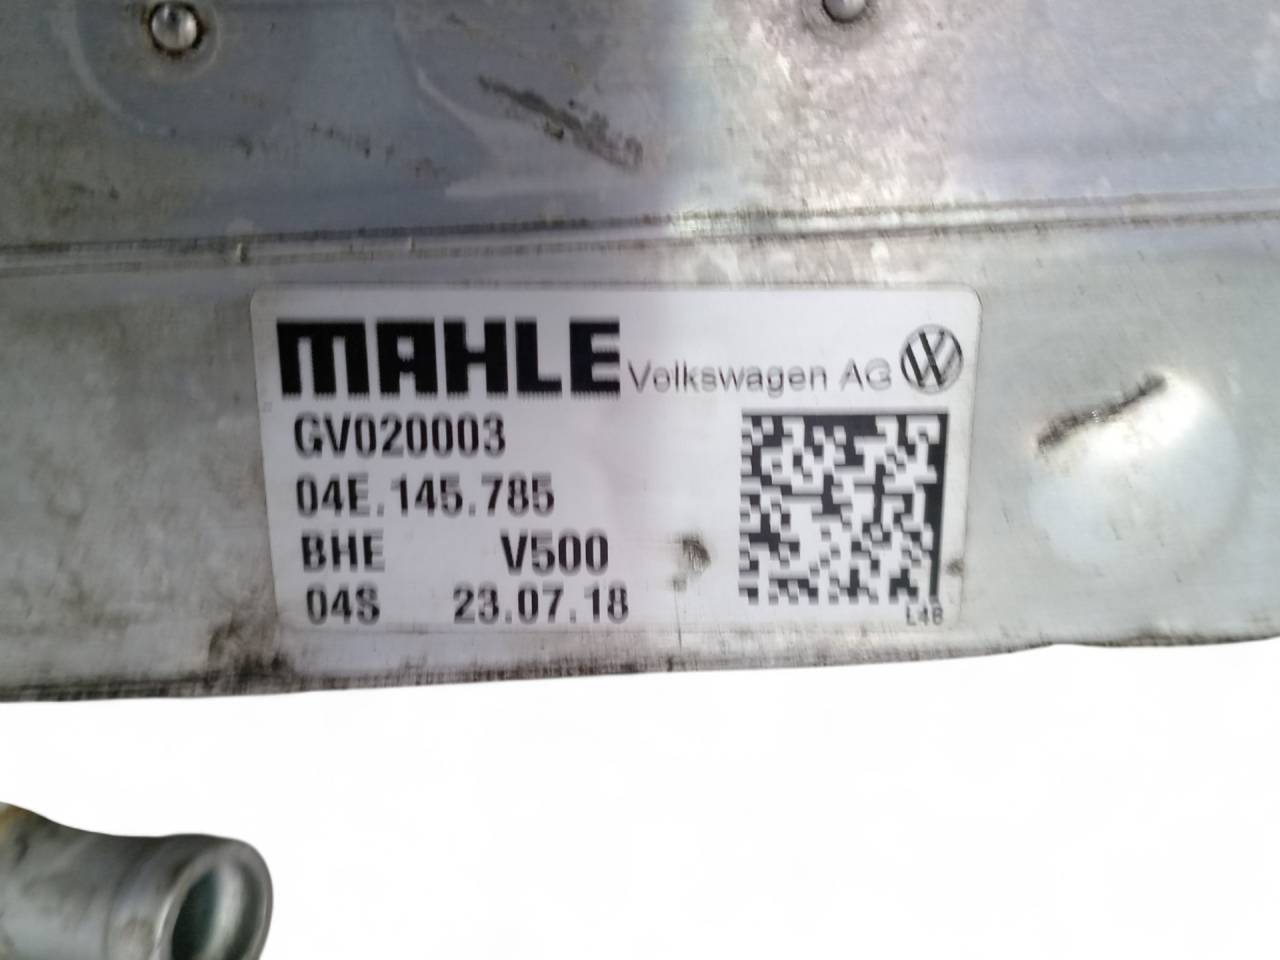 MAHLE Volkswagen AG
GV020003
04E.145.785
BHE V500
04S 23.07.18
L48